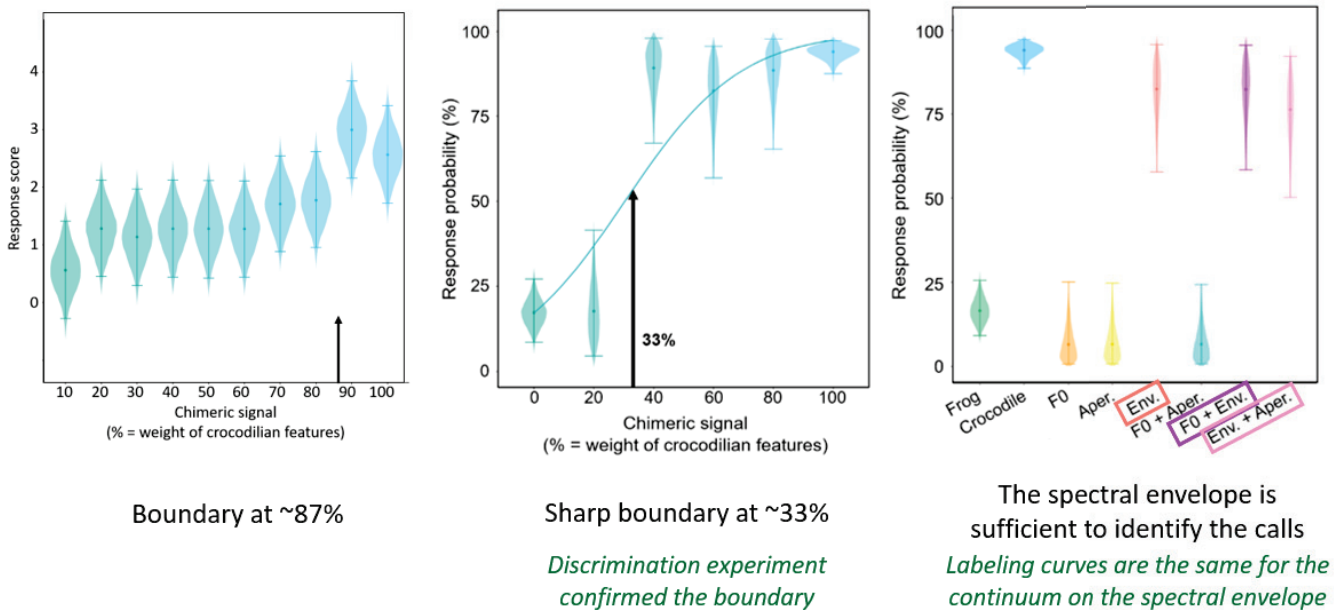 Response score
4
3
2
1
0
10 20 30 40 50 60 70 80 90 100
Chimeric signal
(% = weight of crocodilian features)
Boundary at ~87%
Response probability (%)
100
75
50
25
0
33%
0 20 40 60 80 100
Chimeric signal
(% = weight of crocodilian features)
Sharp boundary at ~33%
Discrimination experiment
confirmed the boundary
Response probability (%)
100
75
50
25
0
Frog
Crocodile
F0
Aper.
Env.
F0 + Aper.
F0 + Env.
Env. + Aper.
The spectral envelope is
sufficient to identify the calls
Labeling curves are the same for the
continuum on the spectral envelope